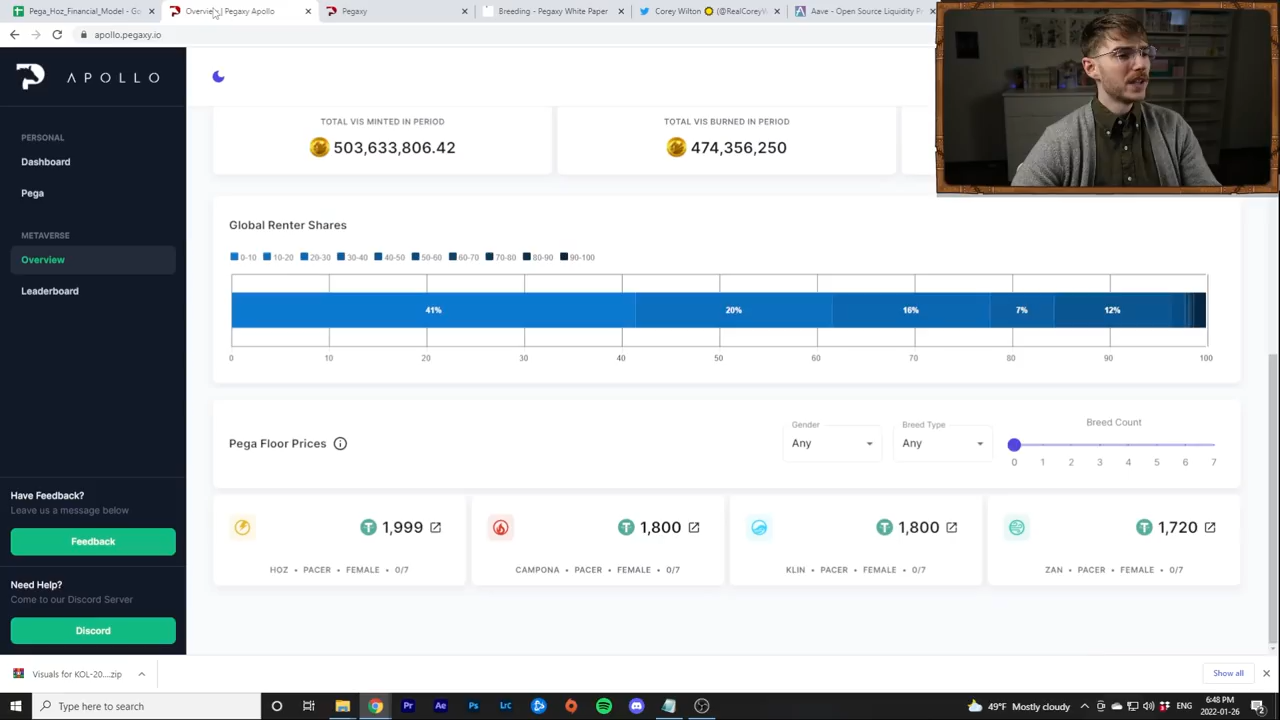 Pega_Hoz_Financial_Model - Go
Overview | Pegaxy Apollo
Pegaxy
Breeding - Pegaxy White Paper
Corey Wilton 🟡 (@RealCoreyW
Aave - Open Source Liquidity P
apollo.pegaxy.io
APOLLO
PERSONAL
Dashboard
Pega
METAVERSE
Overview
Leaderboard
Have Feedback?
Leave us a message below
Feedback
Need Help?
Come to our Discord Server
Discord
TOTAL VIS MINTED IN PERIOD
503,633,806.42
TOTAL VIS BURNED IN PERIOD
474,356,250
Global Renter Shares
0-10 10-20 20-30 30-40 40-50 50-60 60-70 70-80 80-90 90-100
41% 20% 16% 7% 12%
0 10 20 30 40 50 60 70 80 90 100
Pega Floor Prices
Gender
Any
Breed Type
Any
Breed Count
0 1 2 3 4 5 6 7
1,999
HOZ • PACER • FEMALE • 0/7
1,800
CAMPONA • PACER • FEMALE • 0/7
1,800
KLIN • PACER • FEMALE • 0/7
1,720
ZAN • PACER • FEMALE • 0/7
Visuals for KOL-20....zip
Show all
Type here to search
Pr Ae Ps Lrc
49°F Mostly cloudy
ENG
6:48 PM
2022-01-26
2